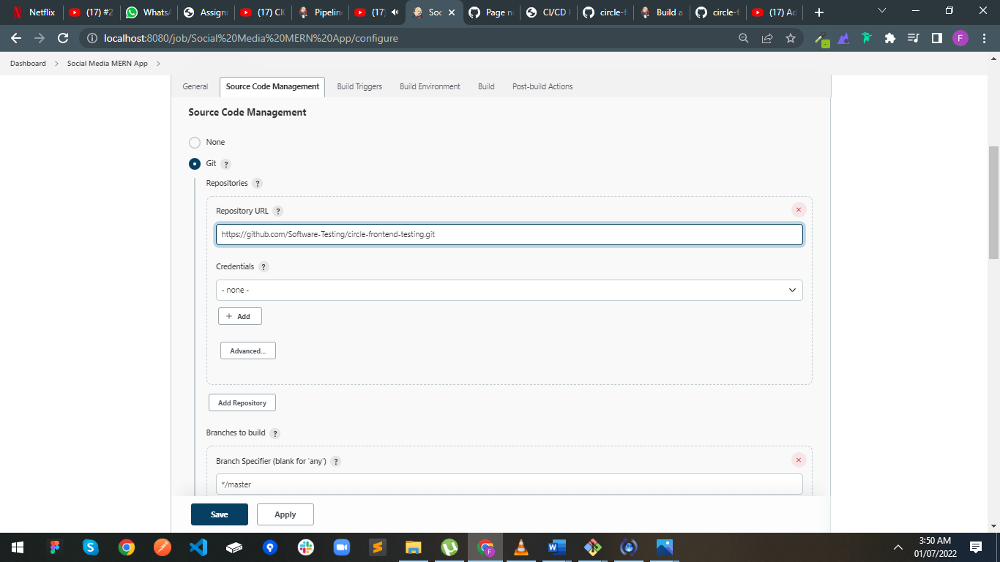 Netflix (17) #2 WhatsA Assignm (17) CI Pipelin (17) Soc Page n CI/CD P circle-f Build a circle-f (17) Ad
localhost:8080/job/Social%20Media%20MERN%20App/configure
F
Dashboard Social Media MERN App
General Source Code Management Build Triggers Build Environment Build Post-build Actions
Source Code Management
None
Git ?
Repositories ?
Repository URL ?
https://github.com/Software-Testing/circle-frontend-testing.git
Credentials ?
- none -
+ Add
Advanced...
Add Repository
Branches to build ?
Branch Specifier (blank for 'any') ?
*/master
Save Apply
3:50 AM
01/07/2022